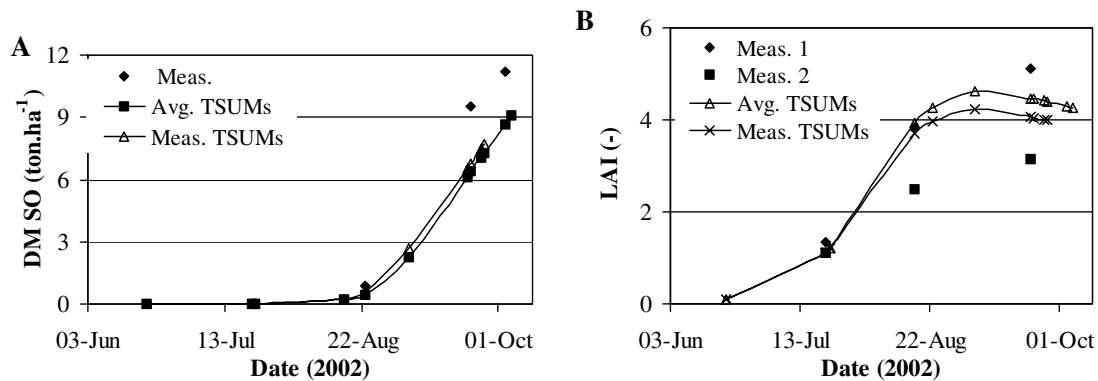 A
DM SO (ton.ha-1)
12
9
6
3
0
Meas.
Avg. TSUMs
Meas. TSUMs
03-Jun 13-Jul 22-Aug 01-Oct
Date (2002)
B
LAI (-)
6
4
2
0
Meas. 1
Meas. 2
Avg. TSUMs
Meas. TSUMs
03-Jun 13-Jul 22-Aug 01-Oct
Date (2002)